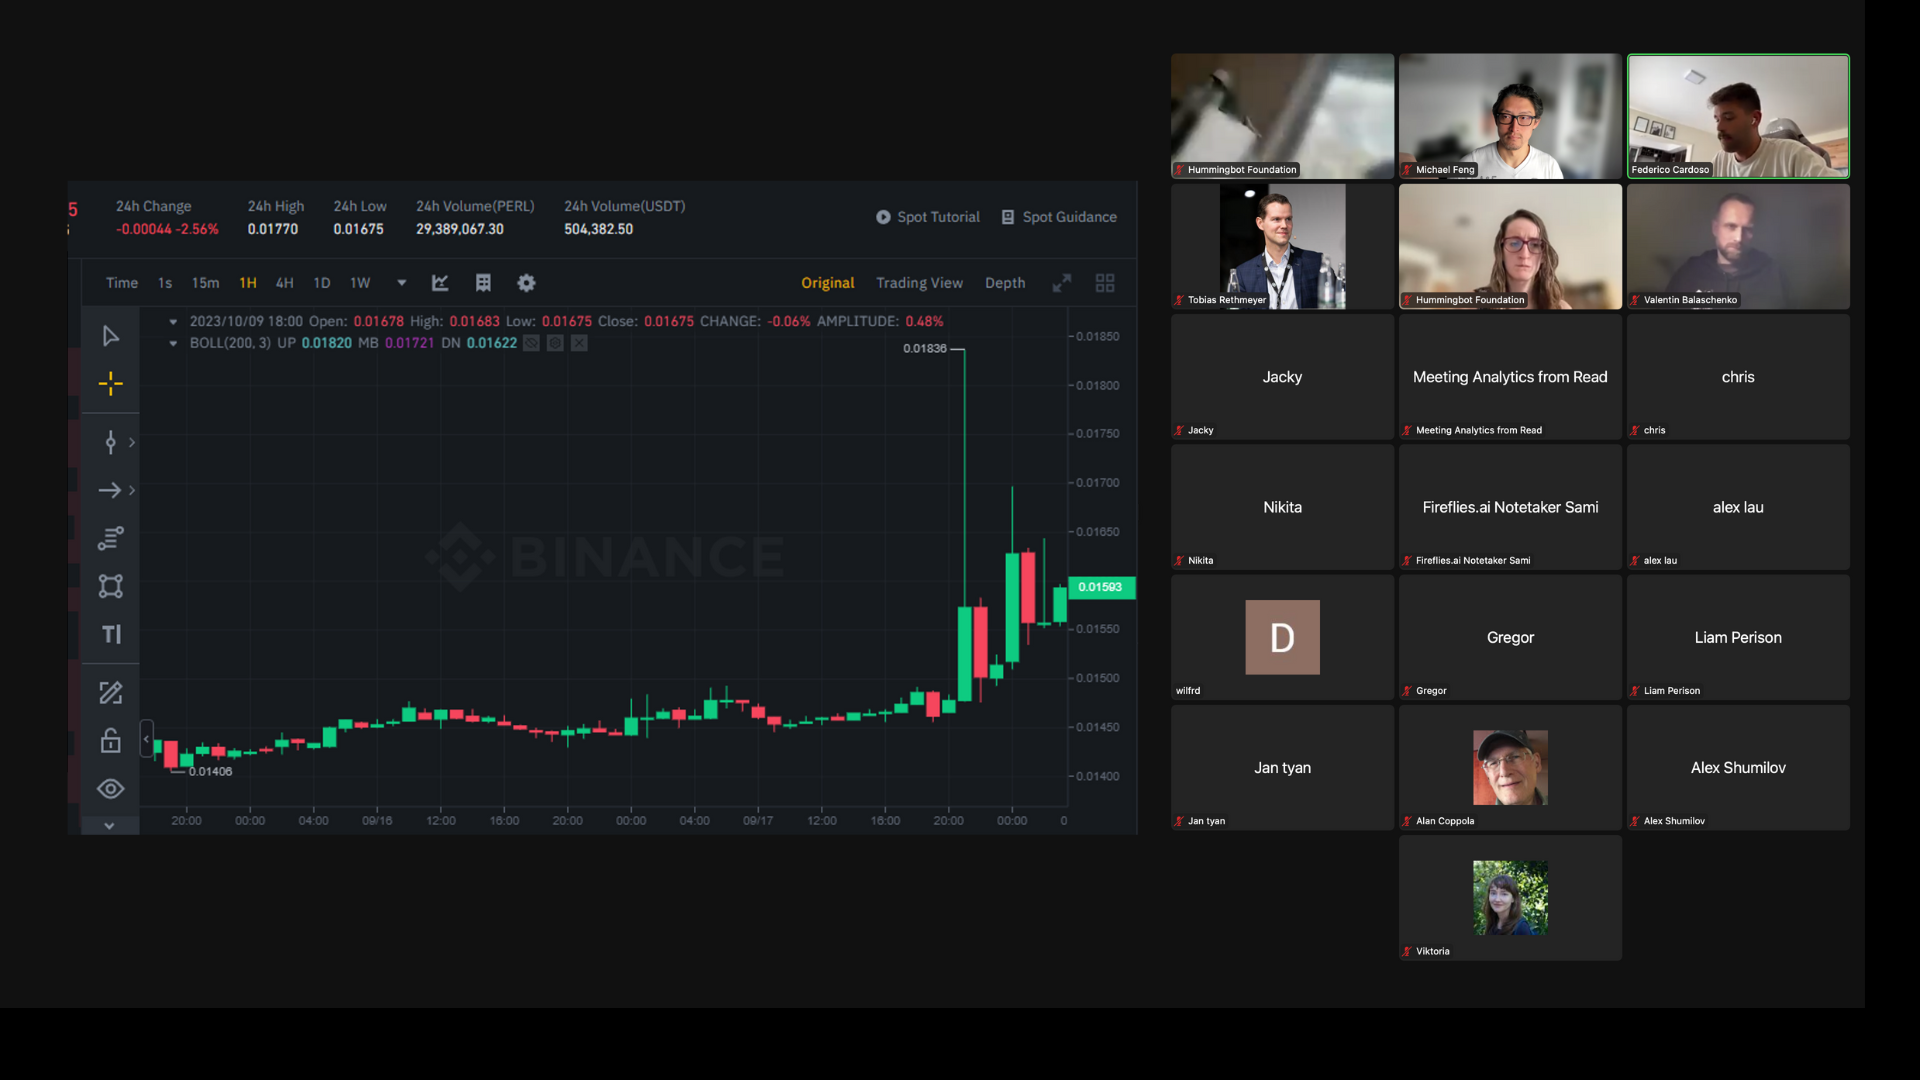 5
24h Change
-0.00044 -2.56%
24h High
0.01770
24h Low
0.01675
24h Volume(PERL)
29,389,067.30
24h Volume(USDT)
504,382.50
Spot Tutorial
Spot Guidance
Time 1s 15m 1H 4H 1D 1W
Original Trading View Depth
2023/10/09 18:00 Open: 0.01678 High: 0.01683 Low: 0.01675 Close: 0.01675 CHANGE: -0.06% AMPLITUDE: 0.48%
BOLL(200, 3) UP 0.01820 MB 0.01721 DN 0.01622
0.01836
0.01406
BINANCE
0.01850
0.01800
0.01750
0.01700
0.01650
0.01593
0.01550
0.01500
0.01450
0.01400
20:00 00:00 04:00 09/16 12:00 16:00 20:00 00:00 04:00 09/17 12:00 16:00 20:00 00:00 0
TI
Hummingbot Foundation
Michael Feng
Federico Cardoso
Tobias Rethmeyer
Hummingbot Foundation
Valentin Balaschenko
Jacky
Jacky
Meeting Analytics from Read
Meeting Analytics from Read
chris
chris
Nikita
Nikita
Fireflies.ai Notetaker Sami
Fireflies.ai Notetaker Sami
alex lau
alex lau
D
wilfrd
Gregor
Gregor
Liam Perison
Liam Perison
Jan tyan
Jan tyan
Alan Coppola
Alex Shumilov
Alex Shumilov
Viktoria